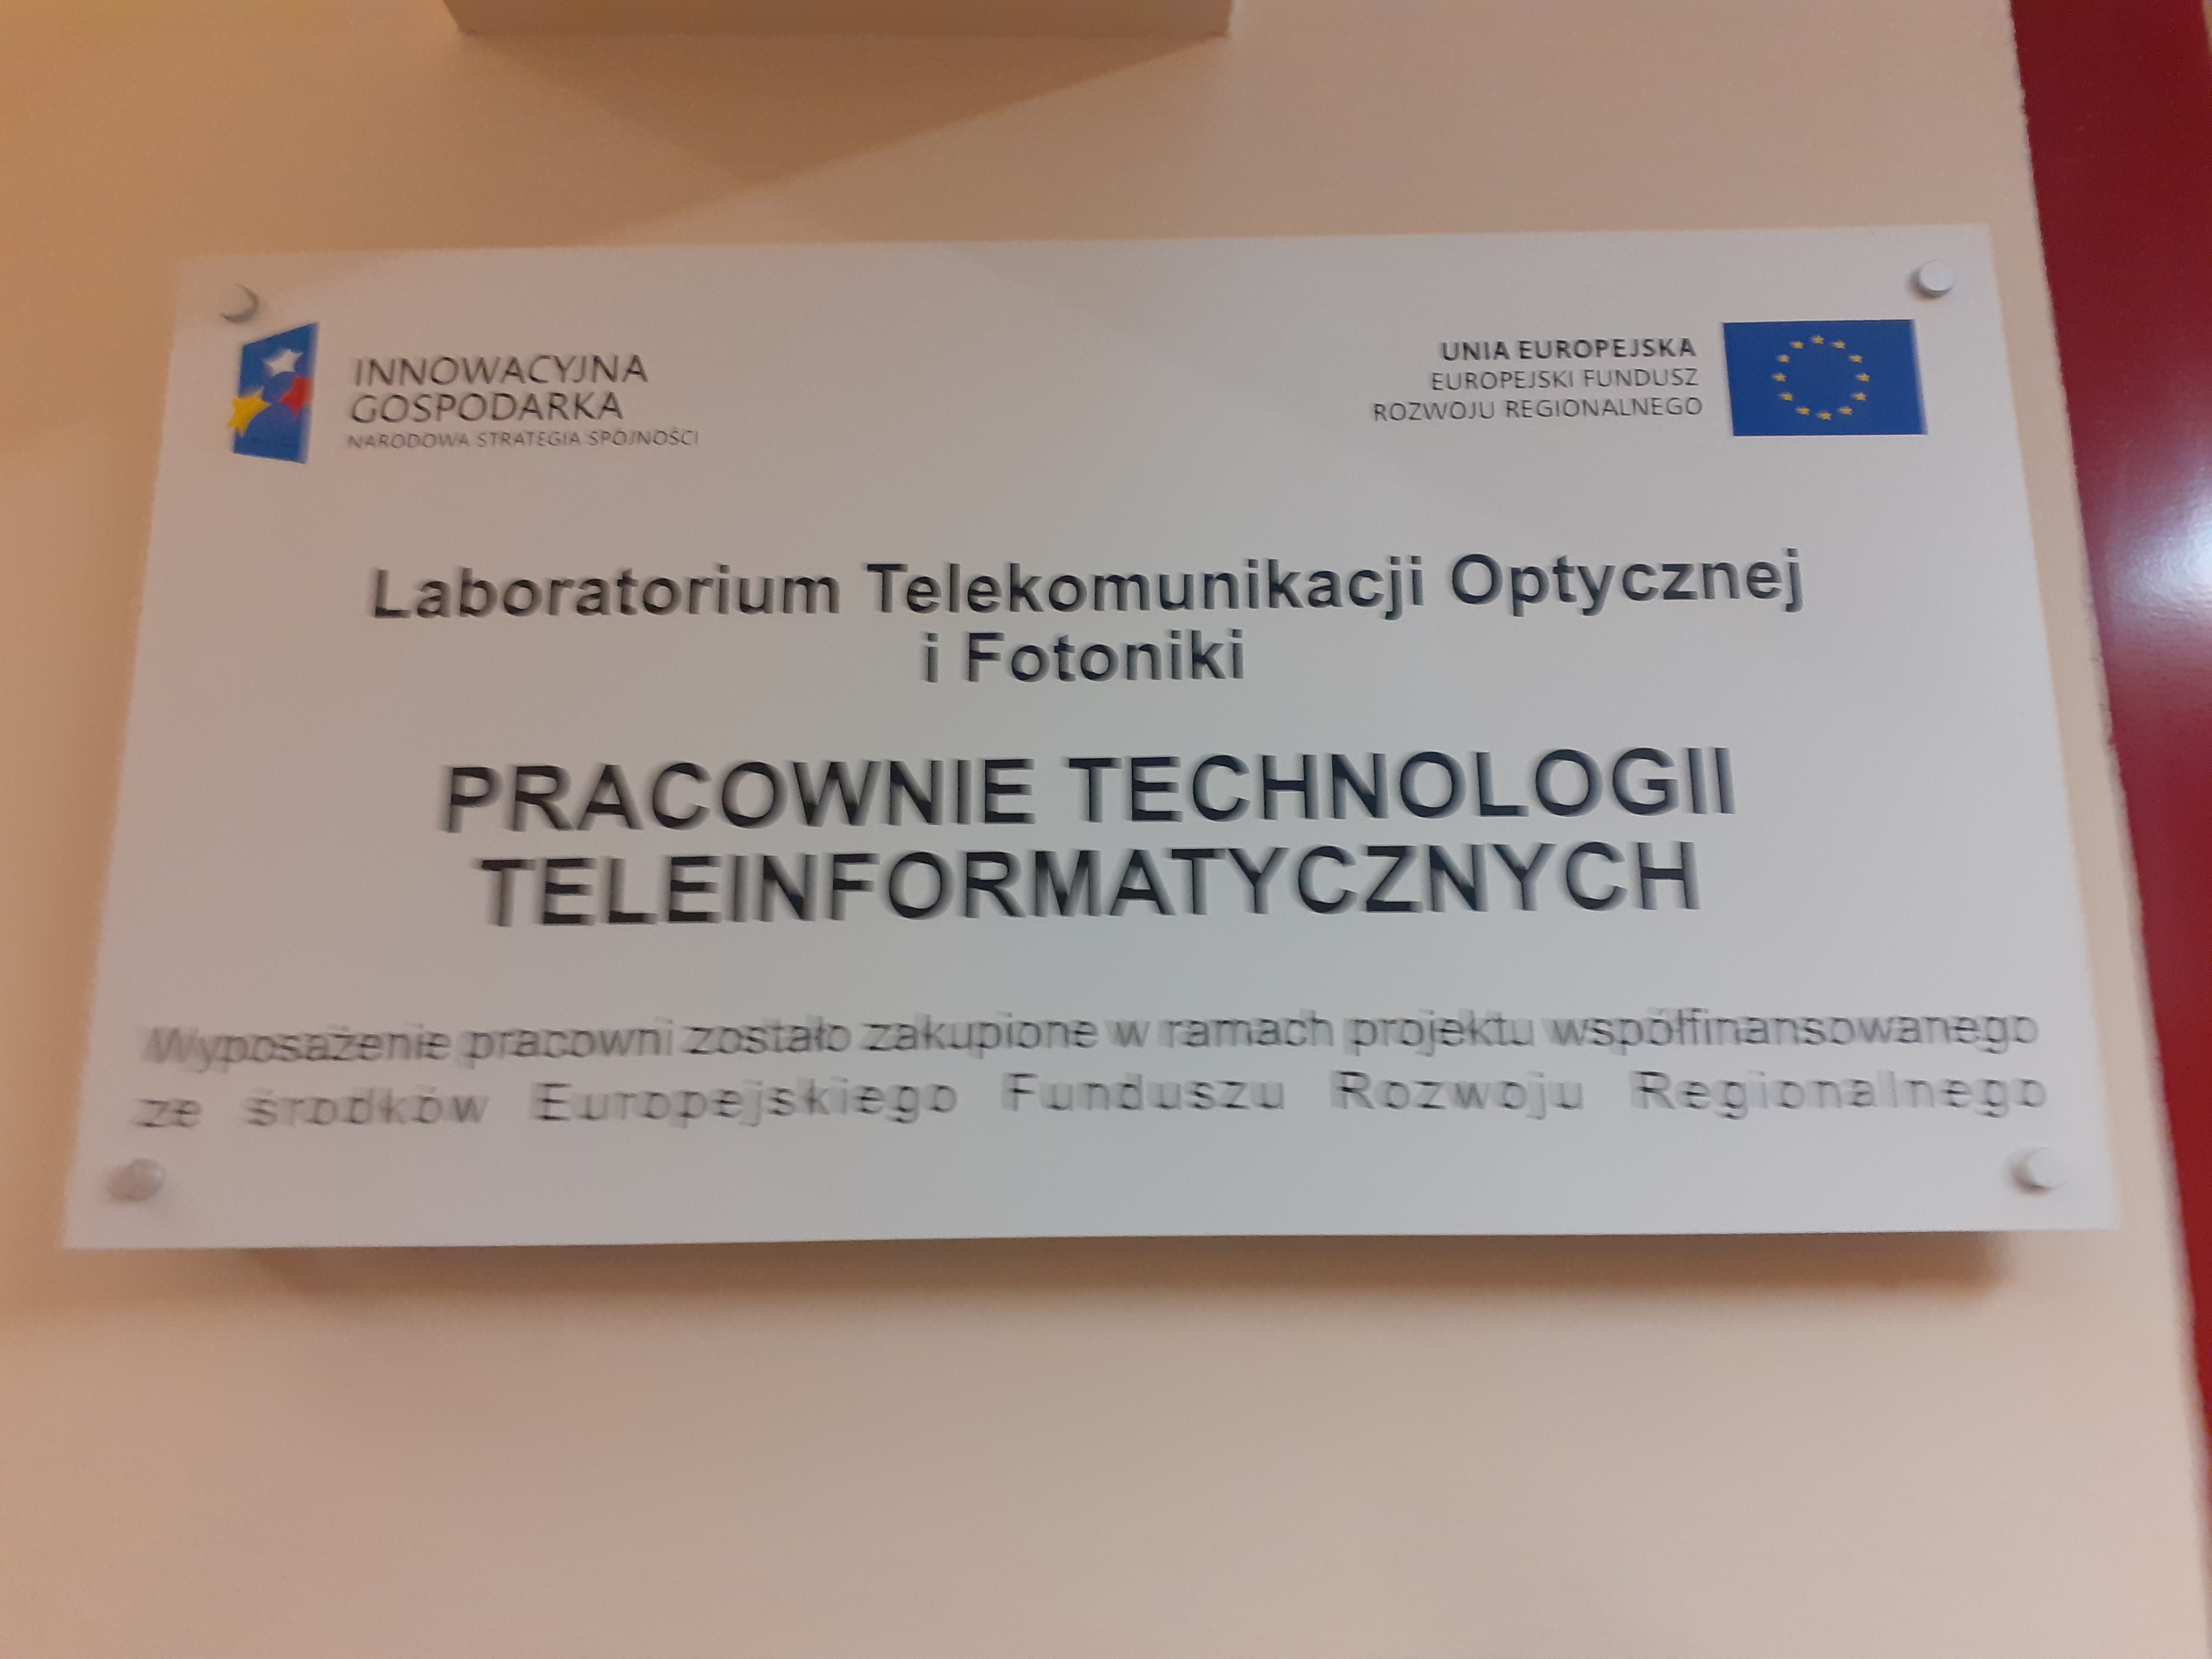 INNOWACYJNA
GOSPODARKA
NARODOWA STRATEGIA SPÓJNOŚCI
UNIA EUROPEJSKA
EUROPEJSKI FUNDUSZ
ROZWOJU REGIONALNEGO
Laboratorium Telekomunikacji Optycznej
i Fotoniki
PRACOWNIE TECHNOLOGII
TELEINFORMATYCZNYCH
Wyposażenie pracowni zostało zakupione w ramach projektu współfinansowanego
ze środków Europejskiego Funduszu Rozwoju Regionalnego